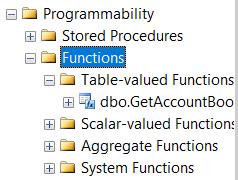 Programmability
Stored Procedures
Functions
Table-valued Functions
dbo.GetAccountBoo
Scalar-valued Functions
Aggregate Functions
System Functions